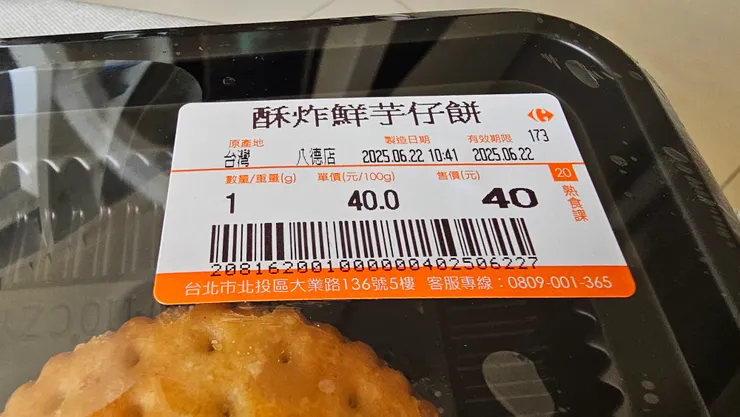 酥炸鮮芋仔餅
原產地 製造日期 有效期限 173
台灣 八德店 2025.06.22 10:41 2025.06.22
數量/重量(g) 單價(元/100g) 售價(元) 20
1 40.0 40 熟食課
2081620010000000402506227
台北市北投區大業路136號5樓 客服專線：0809-001-365